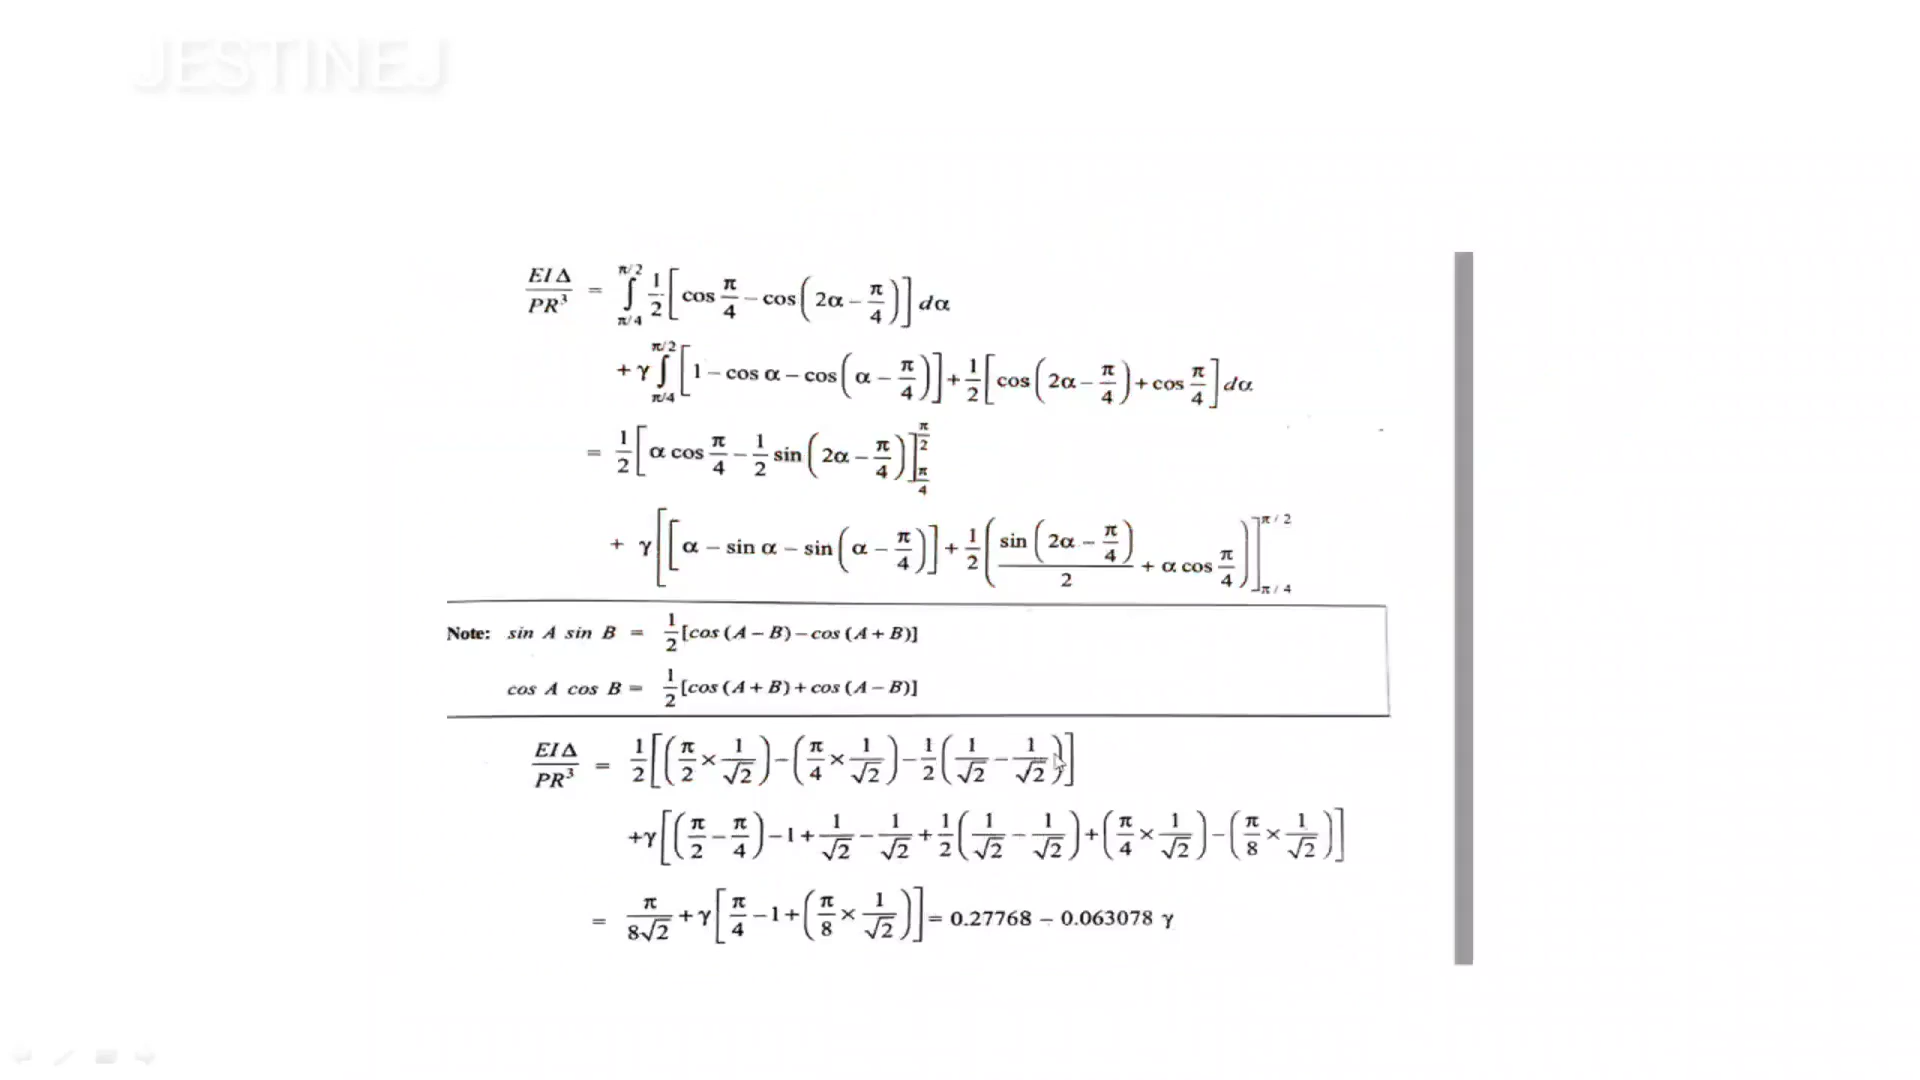 JESTINEJ
EIΔ/PR³ = ∫_{π/4}^{π/2} 1/2 [cos π/4 − cos(2α − π/4)] dα
+ γ ∫_{π/4}^{π/2} [1 − cos α − cos(α − π/4)] + 1/2 [cos(2α − π/4) + cos π/4] dα
= 1/2 [α cos π/4 − 1/2 sin(2α − π/4)]_{π/4}^{π/2}
+ γ [[α − sin α − sin(α − π/4)] + 1/2 (sin(2α − π/4)/2 + α cos π/4)]_{π/4}^{π/2}
Note: sin A sin B = 1/2 [cos (A − B) − cos (A + B)]
cos A cos B = 1/2 [cos (A + B) + cos (A − B)]
EIΔ/PR³ = 1/2 [(π/2 × 1/√2) − (π/4 × 1/√2) − 1/2 (1/√2 − 1/√2)]
+γ [(π/2 − π/4) − 1 + 1/√2 − 1/√2 + 1/2 (1/√2 − 1/√2) + (π/4 × 1/√2) − (π/8 × 1/√2)]
= π/8√2 + γ [π/4 − 1 + (π/8 × 1/√2)] = 0.27768 − 0.063078 γ